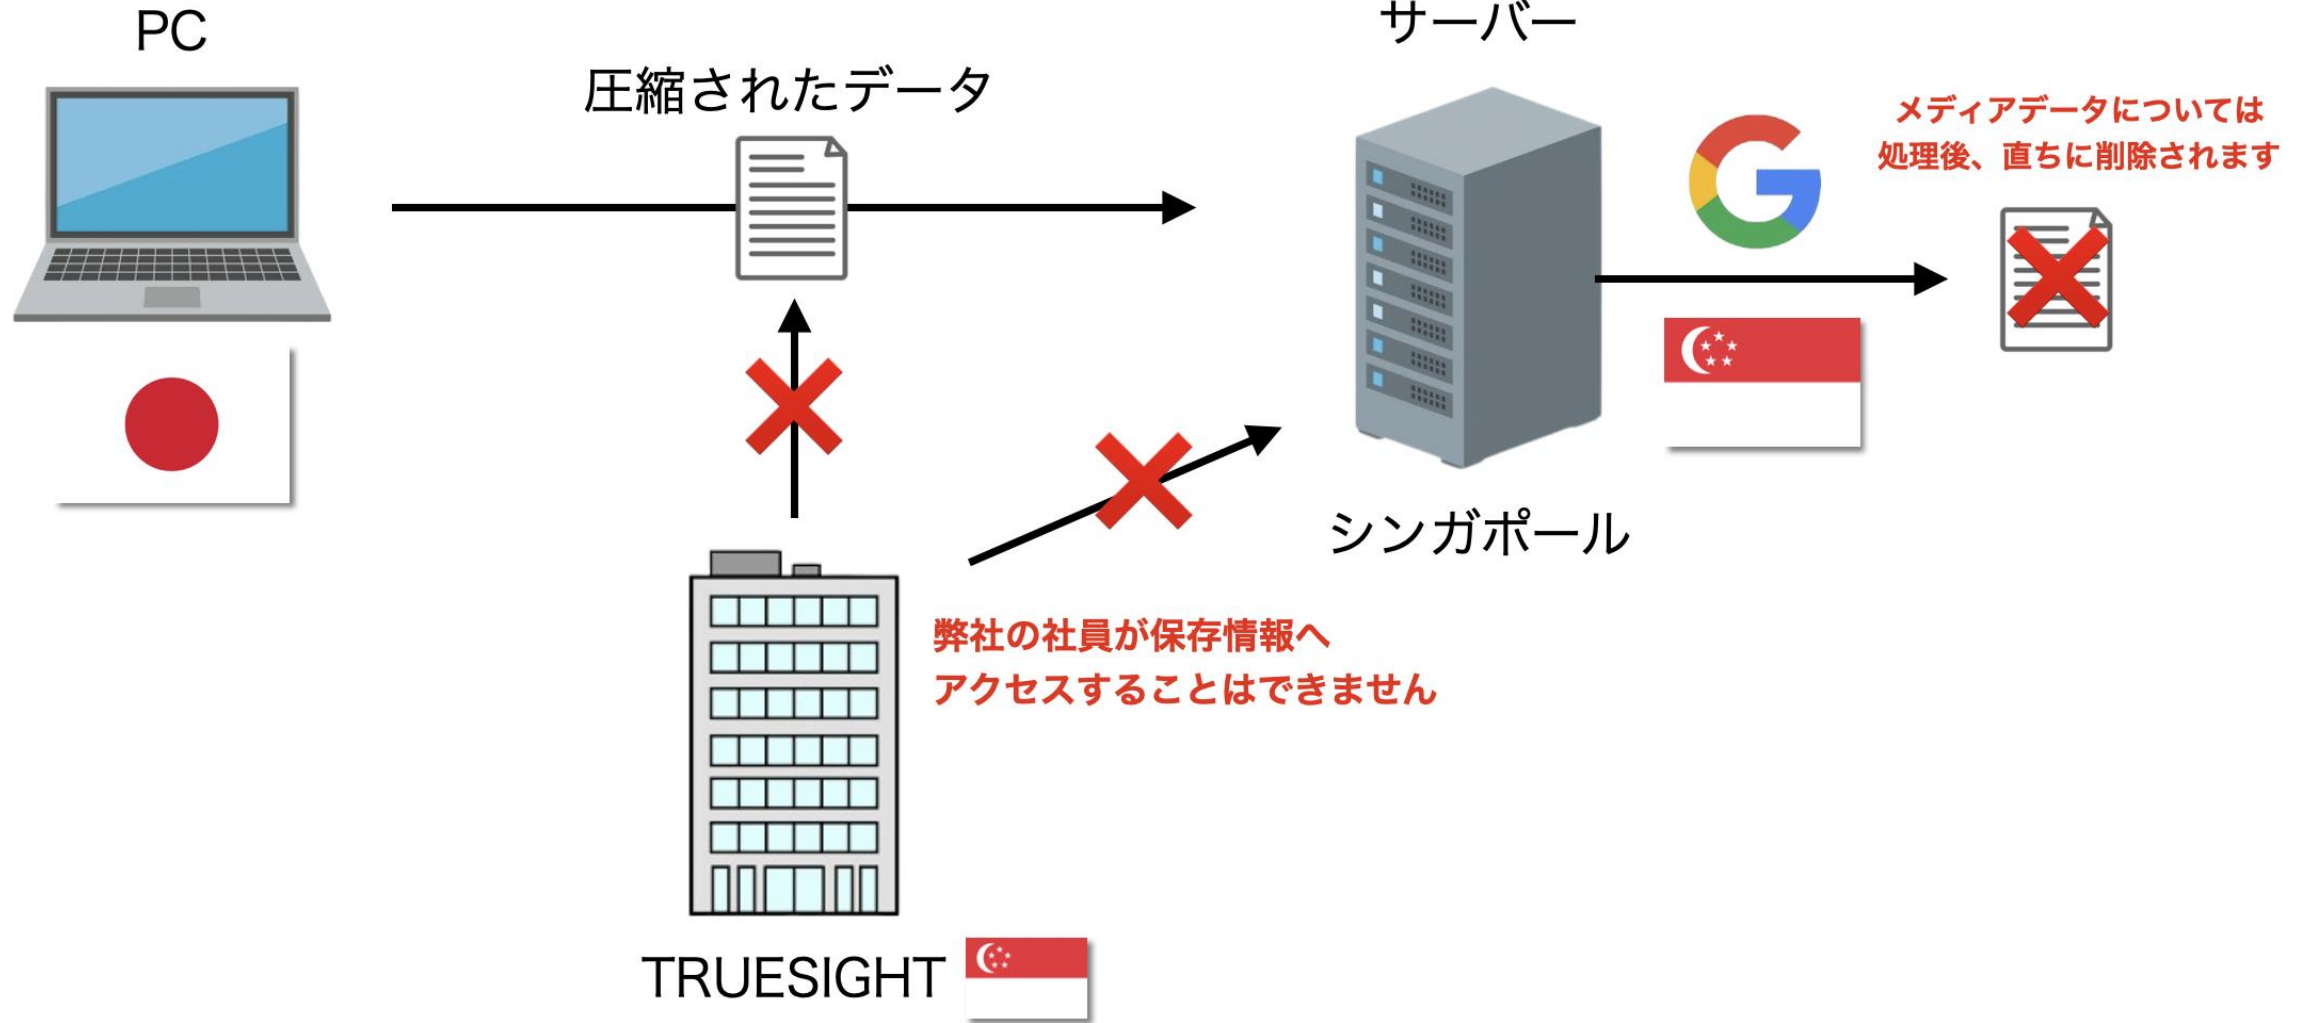 PC
サーバー
圧縮されたデータ
メディアデータについては
処理後、直ちに削除されます
シンガポール
弊社の社員が保存情報へ
アクセスすることはできません
TRUESIGHT